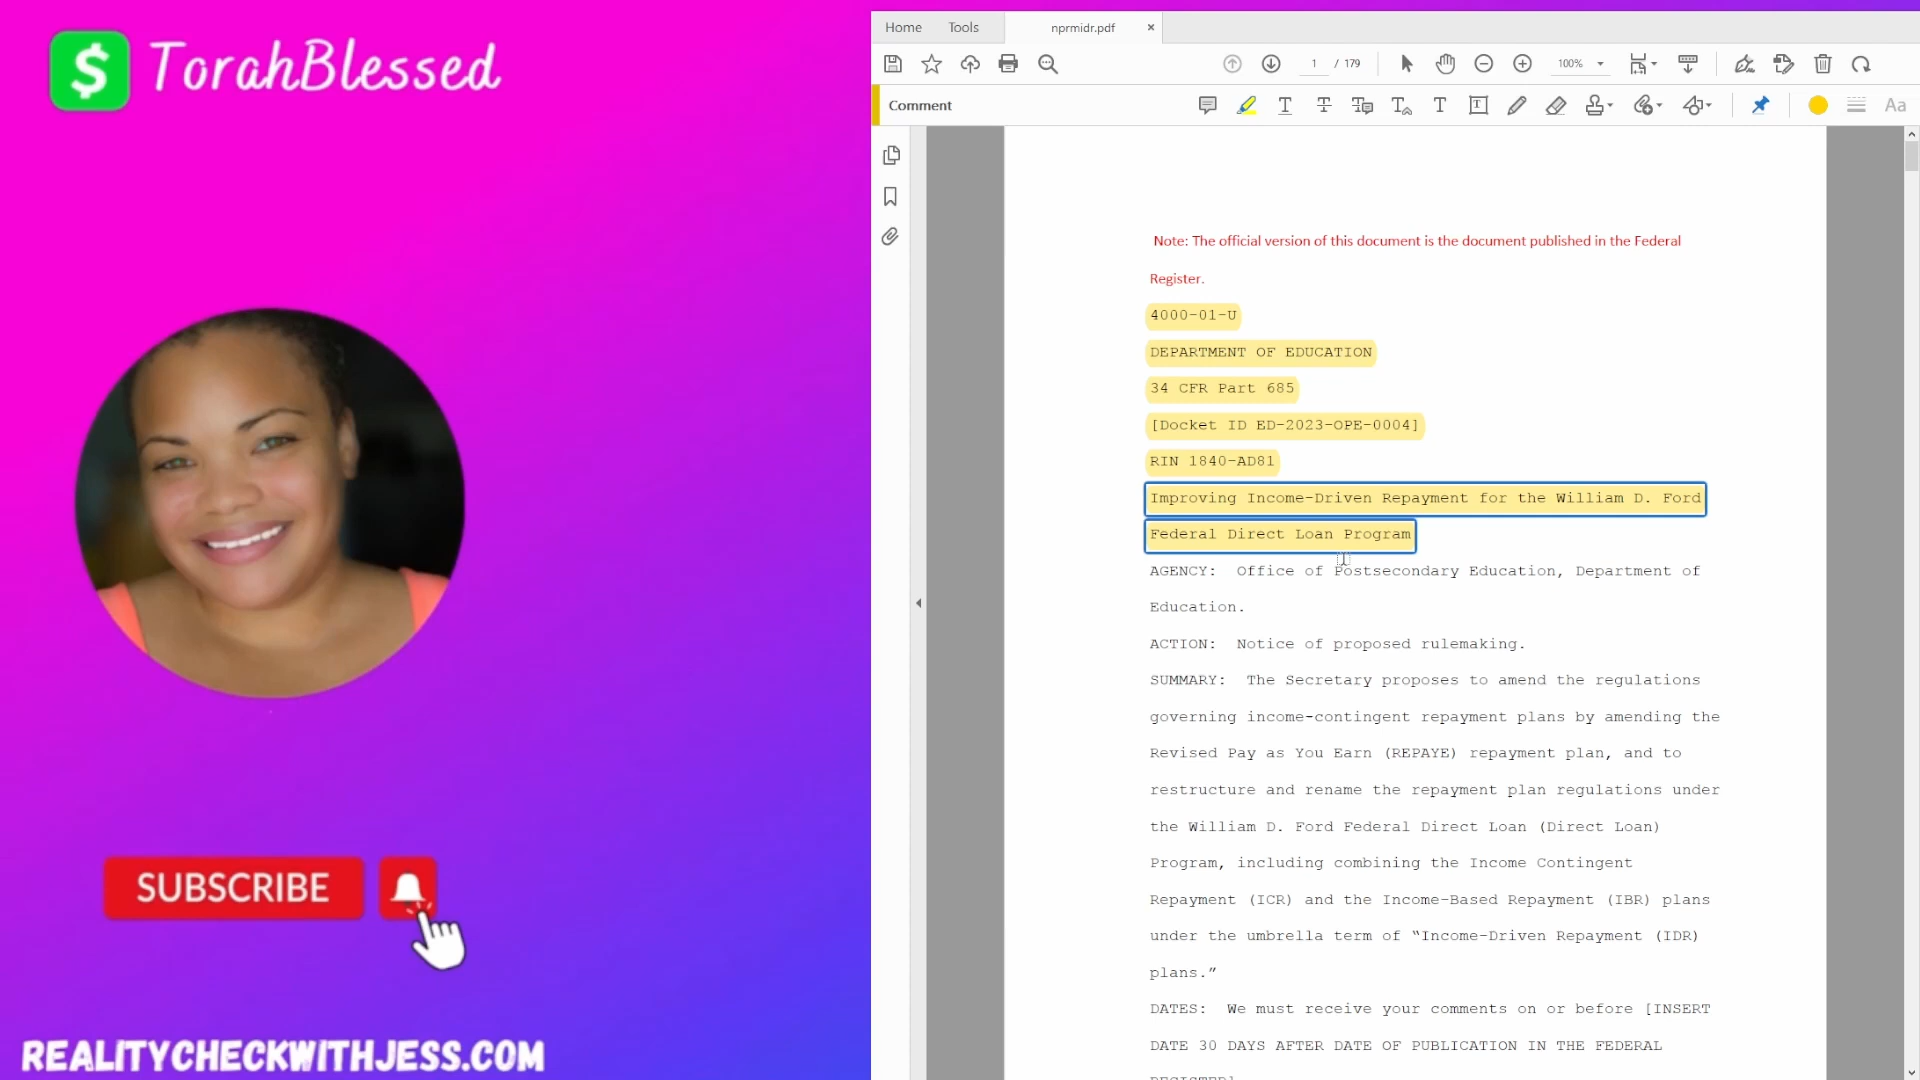 $ TorahBlessed
SUBSCRIBE
REALITYCHECKWITHJESS.COM
Home Tools nprmidr.pdf ×
1 / 179 100%
Comment
Aa
Note: The official version of this document is the document published in the Federal
Register.
4000-01-U
DEPARTMENT OF EDUCATION
34 CFR Part 685
[Docket ID ED-2023-OPE-0004]
RIN 1840-AD81
Improving Income-Driven Repayment for the William D. Ford
Federal Direct Loan Program
AGENCY: Office of Postsecondary Education, Department of
Education.
ACTION: Notice of proposed rulemaking.
SUMMARY: The Secretary proposes to amend the regulations
governing income-contingent repayment plans by amending the
Revised Pay as You Earn (REPAYE) repayment plan, and to
restructure and rename the repayment plan regulations under
the William D. Ford Federal Direct Loan (Direct Loan)
Program, including combining the Income Contingent
Repayment (ICR) and the Income-Based Repayment (IBR) plans
under the umbrella term of “Income-Driven Repayment (IDR)
plans.”
DATES: We must receive your comments on or before [INSERT
DATE 30 DAYS AFTER DATE OF PUBLICATION IN THE FEDERAL
REGISTER].